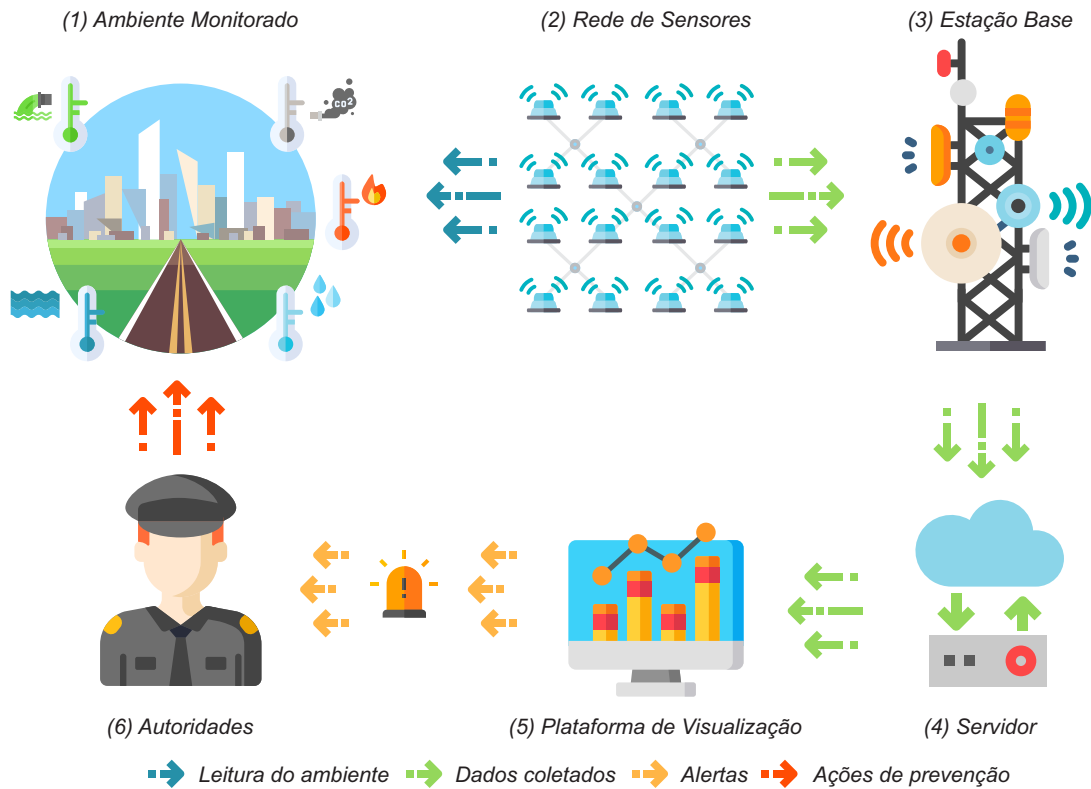 (1) Ambiente Monitorado
(2) Rede de Sensores
(3) Estação Base
CO2
(6) Autoridades
(5) Plataforma de Visualização
(4) Servidor
Leitura do ambiente
Dados coletados
Alertas
Ações de prevenção